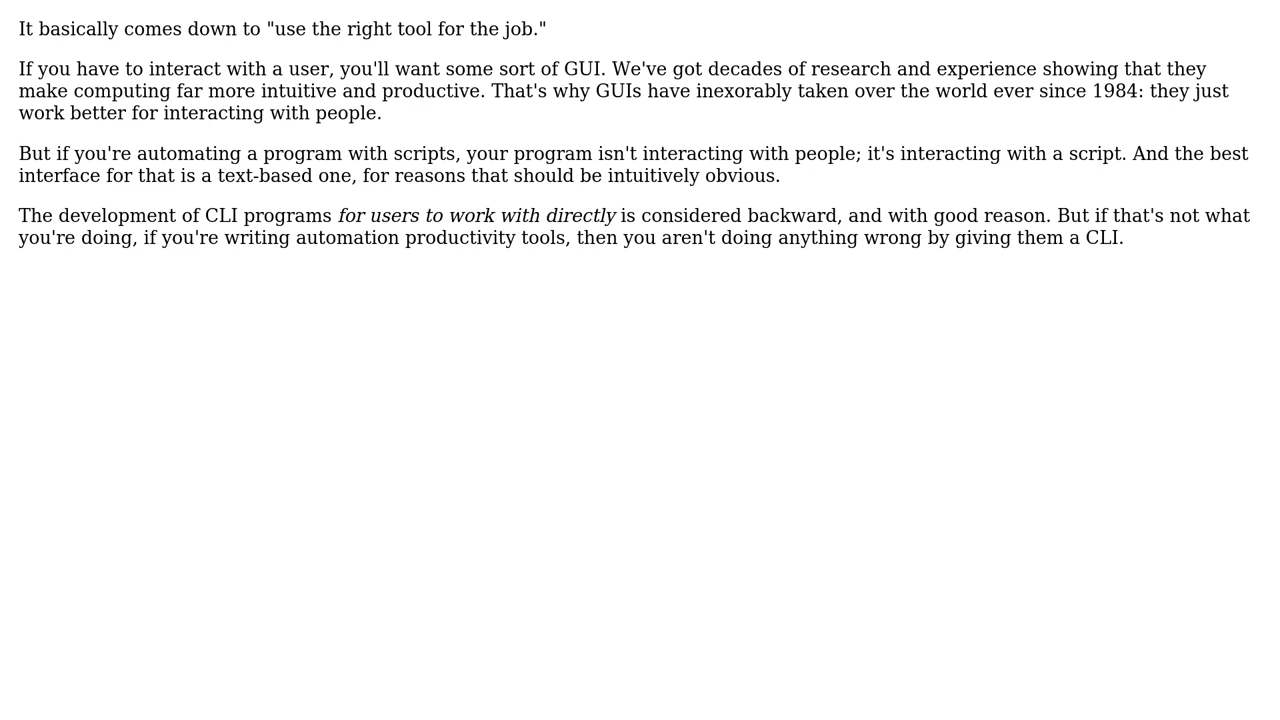 It basically comes down to "use the right tool for the job."
If you have to interact with a user, you'll want some sort of GUI. We've got decades of research and experience showing that they
make computing far more intuitive and productive. That's why GUIs have inexorably taken over the world ever since 1984: they just
work better for interacting with people.
But if you're automating a program with scripts, your program isn't interacting with people; it's interacting with a script. And the best
interface for that is a text-based one, for reasons that should be intuitively obvious.
The development of CLI programs for users to work with directly is considered backward, and with good reason. But if that's not what
you're doing, if you're writing automation productivity tools, then you aren't doing anything wrong by giving them a CLI.